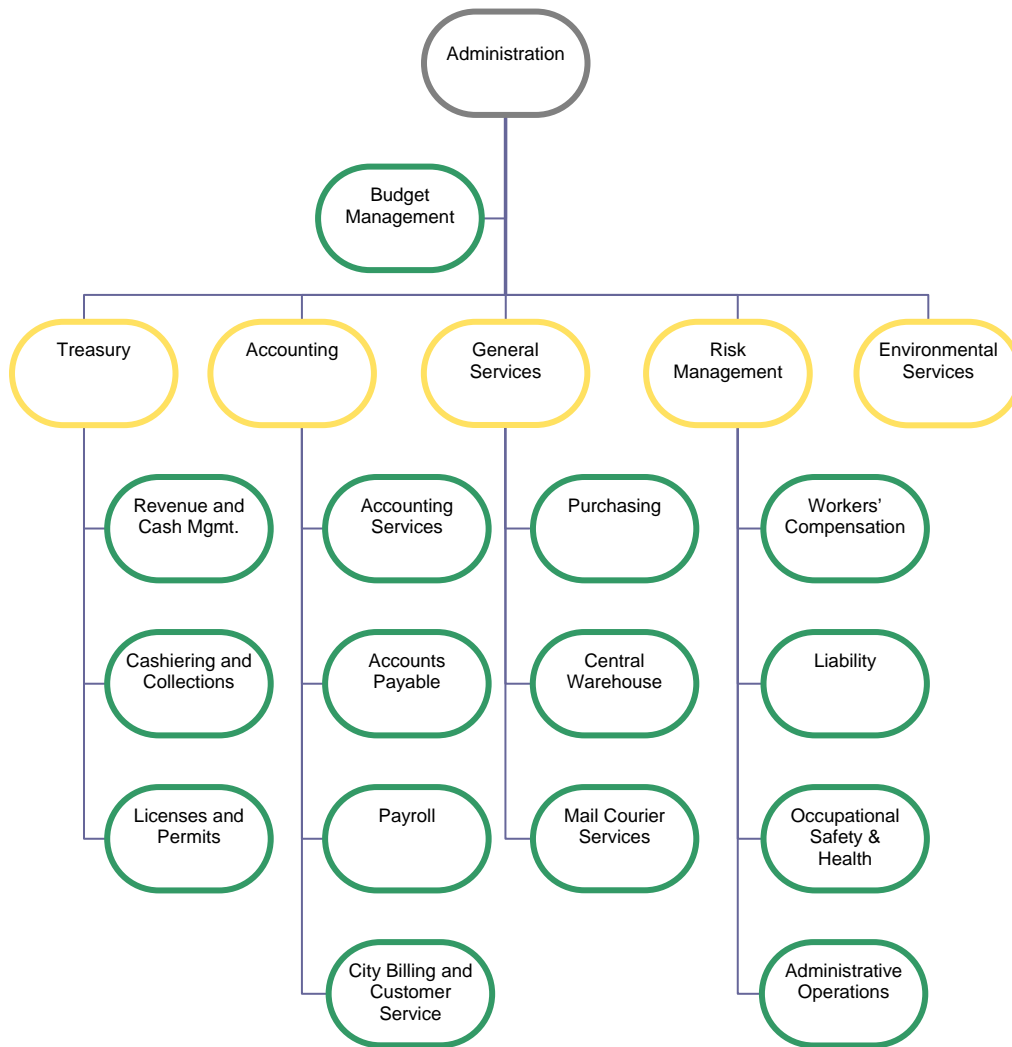 Administration
Budget
Management
Treasury
Accounting
General
Services
Risk
Management
Environmental
Services
Revenue and
Cash Mgmt.
Accounting
Services
Purchasing
Workers’
Compensation
Cashiering and
Collections
Accounts
Payable
Central
Warehouse
Liability
Licenses and
Permits
Payroll
Mail Courier
Services
Occupational
Safety &
Health
City Billing and
Customer
Service
Administrative
Operations